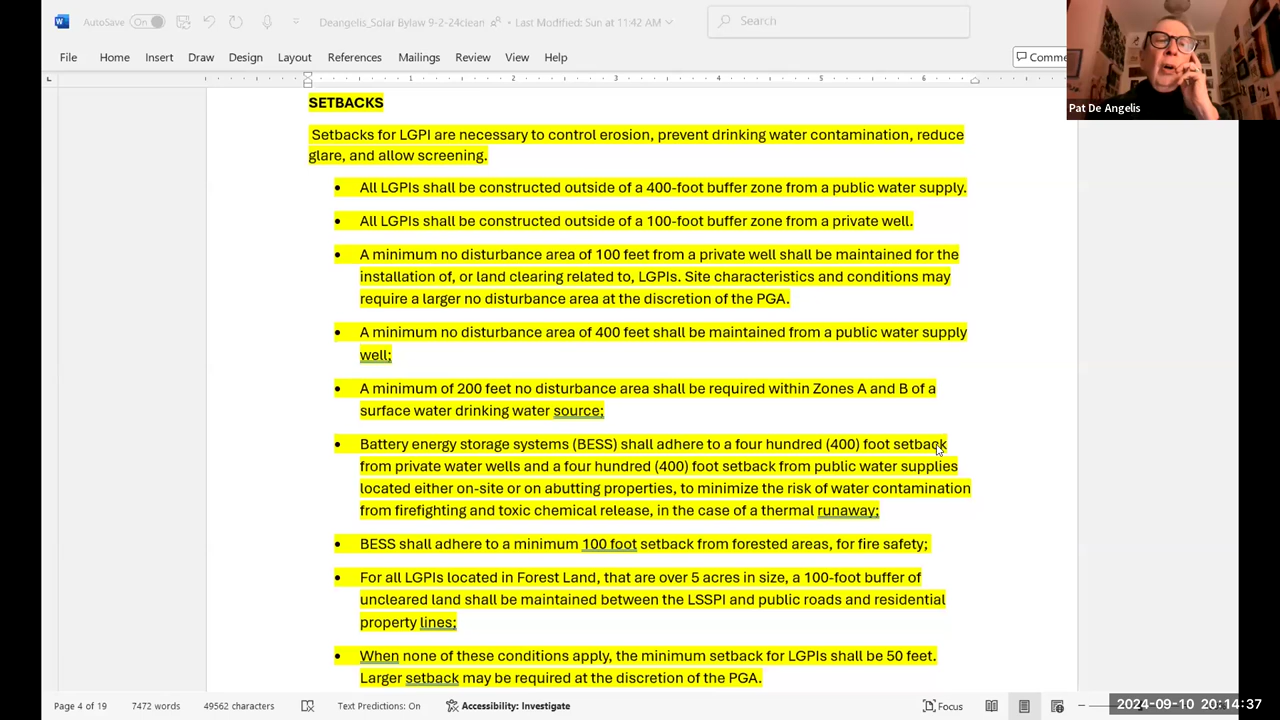 AutoSave On
Deangelis_Solar Bylaw 9-2-24clean • Last Modified: Sun at 11:42 AM
Search
File Home Insert Draw Design Layout References Mailings Review View Help
Comme
Pat De Angelis
1 2 3 4 5 6
SETBACKS
Setbacks for LGPI are necessary to control erosion, prevent drinking water contamination, reduce
glare, and allow screening.
• All LGPIs shall be constructed outside of a 400-foot buffer zone from a public water supply.
• All LGPIs shall be constructed outside of a 100-foot buffer zone from a private well.
• A minimum no disturbance area of 100 feet from a private well shall be maintained for the
installation of, or land clearing related to, LGPIs. Site characteristics and conditions may
require a larger no disturbance area at the discretion of the PGA.
• A minimum no disturbance area of 400 feet shall be maintained from a public water supply
well;
• A minimum of 200 feet no disturbance area shall be required within Zones A and B of a
surface water drinking water source;
• Battery energy storage systems (BESS) shall adhere to a four hundred (400) foot setback
from private water wells and a four hundred (400) foot setback from public water supplies
located either on-site or on abutting properties, to minimize the risk of water contamination
from firefighting and toxic chemical release, in the case of a thermal runaway;
• BESS shall adhere to a minimum 100 foot setback from forested areas, for fire safety;
• For all LGPIs located in Forest Land, that are over 5 acres in size, a 100-foot buffer of
uncleared land shall be maintained between the LSSPI and public roads and residential
property lines;
• When none of these conditions apply, the minimum setback for LGPIs shall be 50 feet.
Larger setback may be required at the discretion of the PGA.
Page 4 of 19 7472 words 49562 characters Text Predictions: On Accessibility: Investigate Focus
2024-09-10 20:14:37